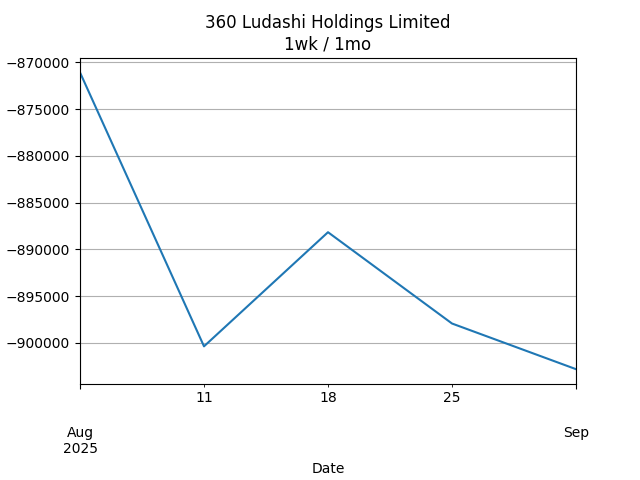 360 Ludashi Holdings Limited
1wk / 1mo
−870000
−875000
−880000
−885000
−890000
−895000
−900000
11
18
25
Aug
2025
Sep
Date